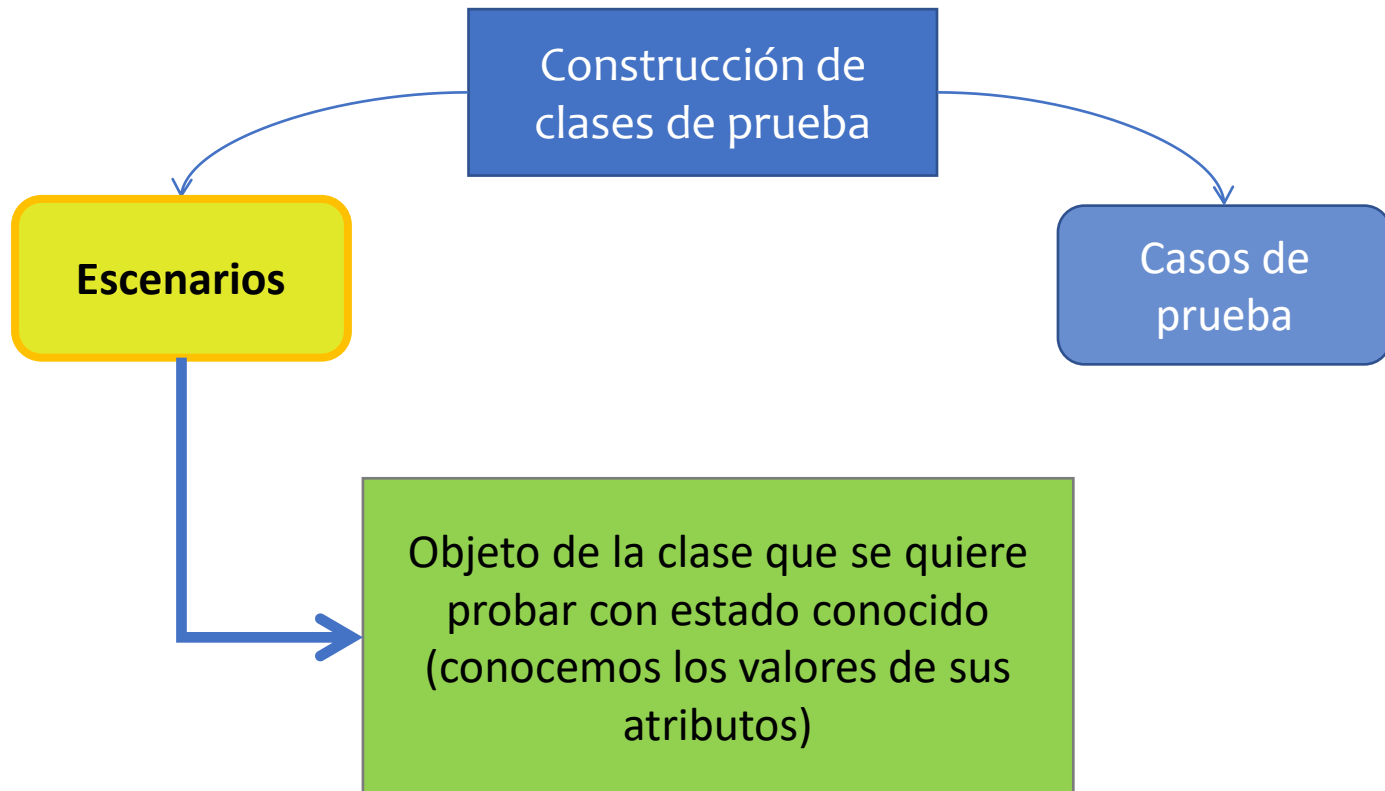 Construcción de
clases de prueba
Escenarios
Casos de
prueba
Objeto de la clase que se quiere
probar con estado conocido
(conocemos los valores de sus
atributos)